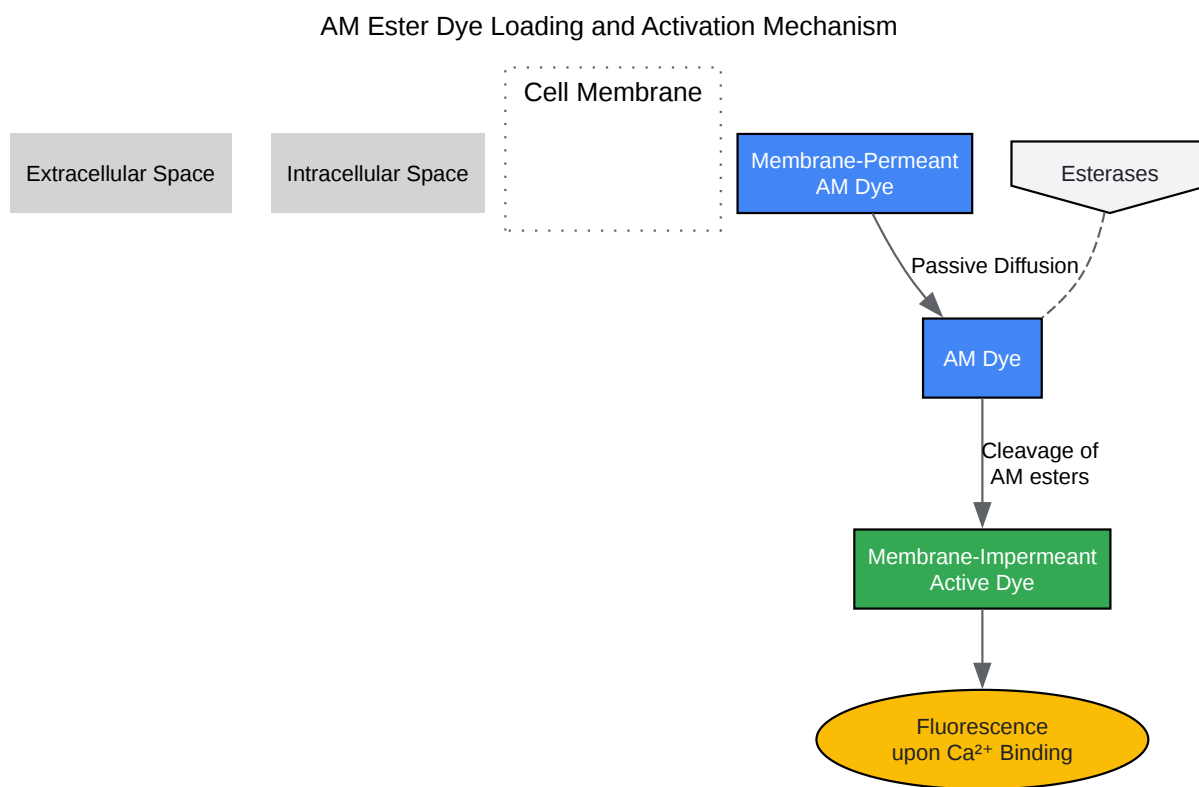 AM Ester Dye Loading and Activation Mechanism
Cell Membrane
Extracellular Space
Intracellular Space
Membrane-Permeant
AM Dye
Esterases
Passive Diffusion
AM Dye
Cleavage of
AM esters
Membrane-Impermeant
Active Dye
Fluorescence
upon Ca²⁺ Binding